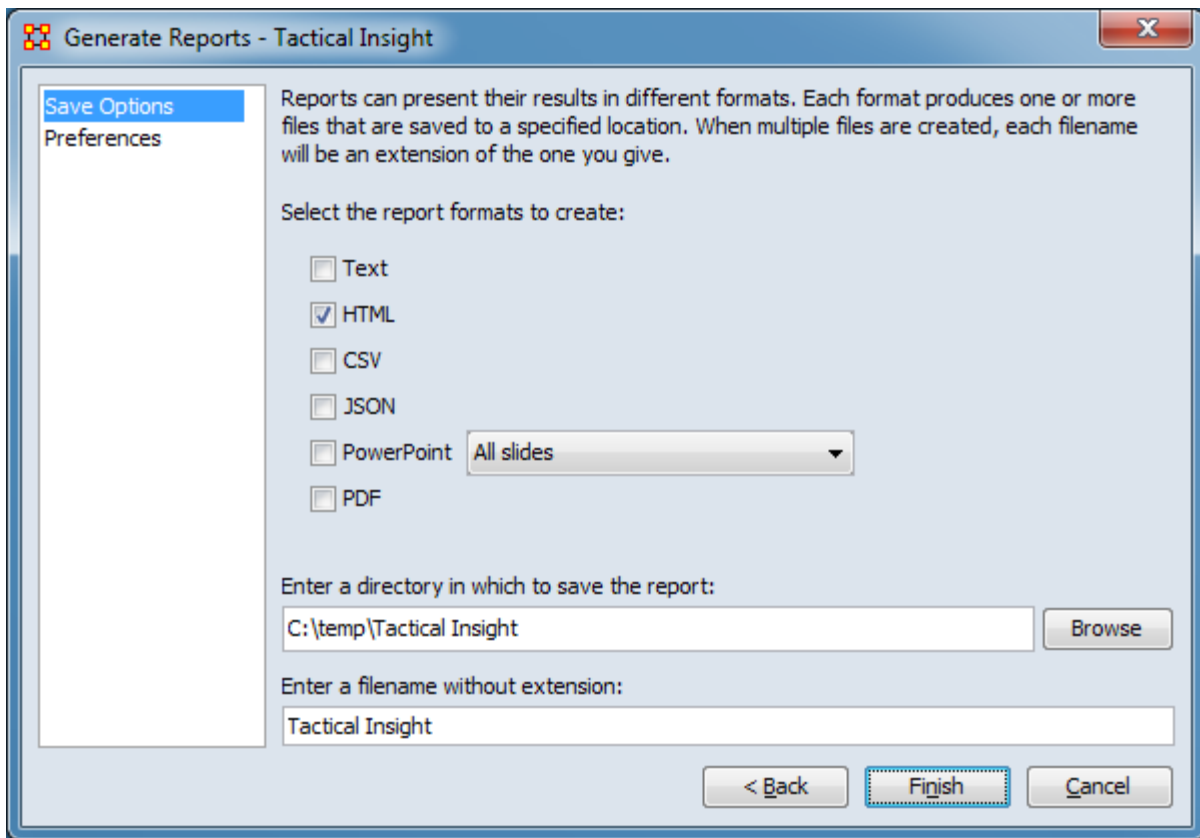 Generate Reports - Tactical Insight
Save Options
Preferences
Reports can present their results in different formats. Each format produces one or more
files that are saved to a specified location. When multiple files are created, each filename
will be an extension of the one you give.
Select the report formats to create:
Text
HTML
CSV
JSON
PowerPoint All slides
PDF
Enter a directory in which to save the report:
C:\temp\Tactical Insight Browse
Enter a filename without extension:
Tactical Insight
< Back Finish Cancel